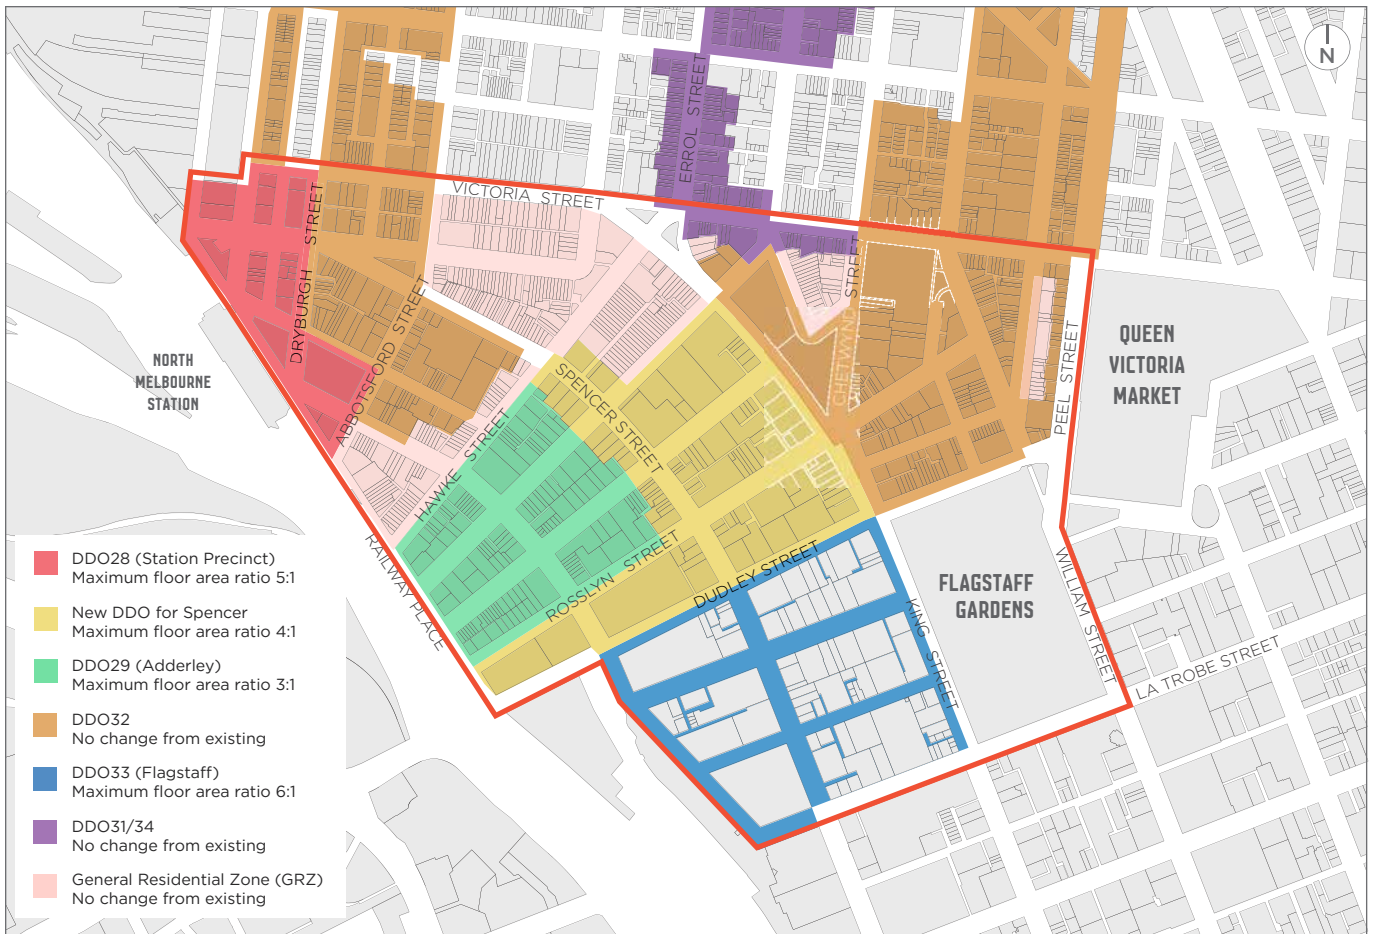 N
ERROL STREET
VICTORIA STREET
DRYBURGH STREET
ABBOTSFORD STREET
STREET
CHETWYND
PEEL STREET
QUEEN
VICTORIA
MARKET
NORTH
MELBOURNE
STATION
SPENCER STREET
HAWKE STREET
RAILWAY PLACE
ROSSLYN STREET
DUDLEY STREET
KING STREET
FLAGSTAFF
GARDENS
WILLIAM STREET
LA TROBE STREET
DDO28 (Station Precinct)
Maximum floor area ratio 5:1
New DDO for Spencer
Maximum floor area ratio 4:1
DDO29 (Adderley)
Maximum floor area ratio 3:1
DDO32
No change from existing
DDO33 (Flagstaff)
Maximum floor area ratio 6:1
DDO31/34
No change from existing
General Residential Zone (GRZ)
No change from existing